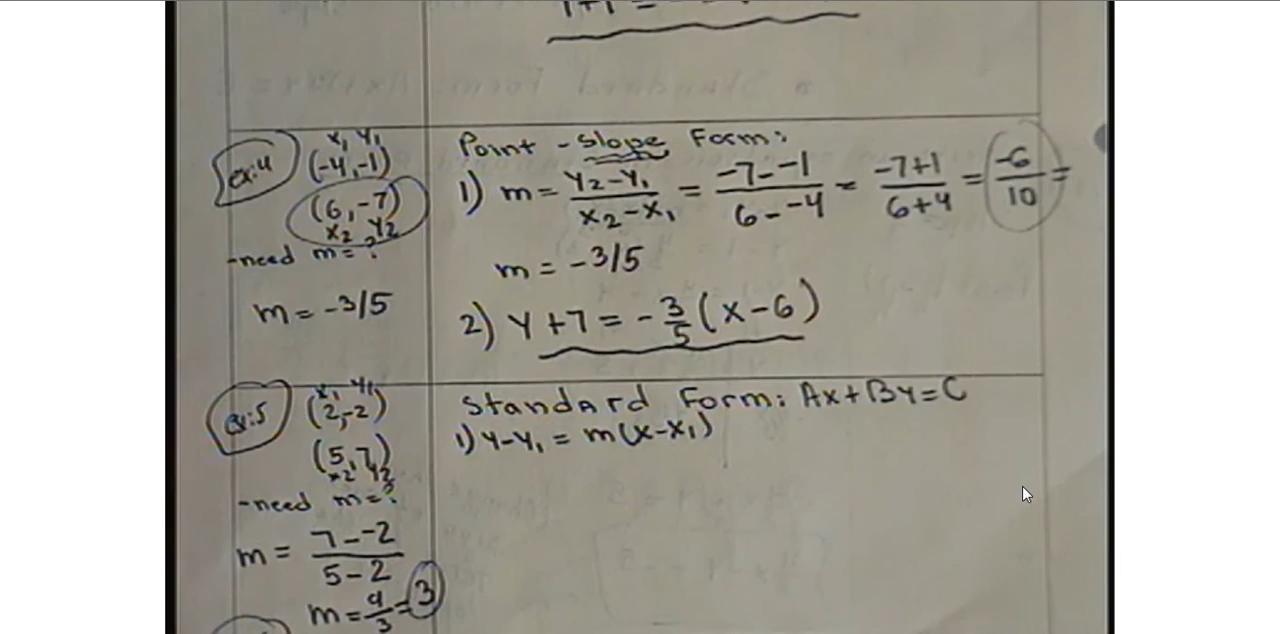 1+1 =
ex:4
x₁ y₁
(-4,-1)
(6,-7)
x₂ y₂
-need m=?
m = -3/5
Point-slope Form:
1) m = y₂-y₁/x₂-x₁ = -7--1/6--4 = -7+1/6+4 = -6/10 =
m = -3/5
2) y+7 = -3/5(x-6)
ex:5
x₁ y₁
(2,-2)
(5,7)
x₂ y₂
-need m=?
m = 7--2/5-2
m = 9/3 = 3
Standard Form: Ax+By=C
1) y-y₁ = m(x-x₁)